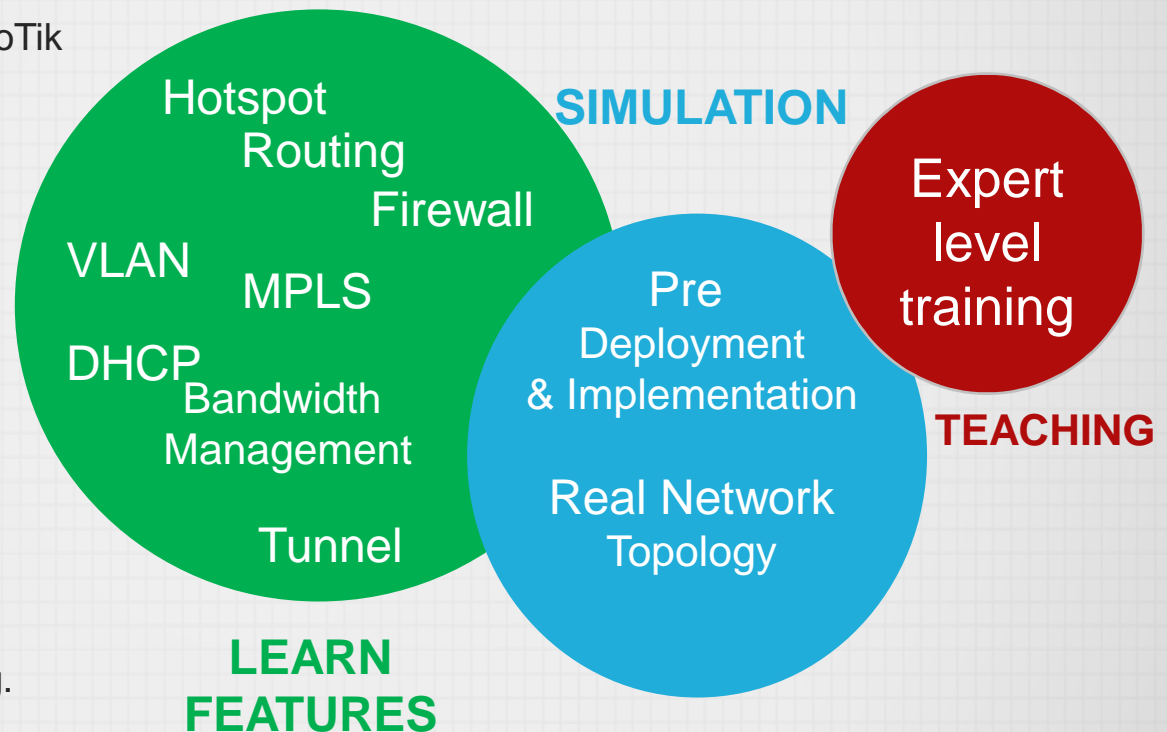 Hotspot
Routing
Firewall
VLAN
MPLS
DHCP
Bandwidth
Management
Tunnel
LEARN
FEATURES
SIMULATION
Pre
Deployment
& Implementation
Real Network
Topology
Expert
level
training
TEACHING